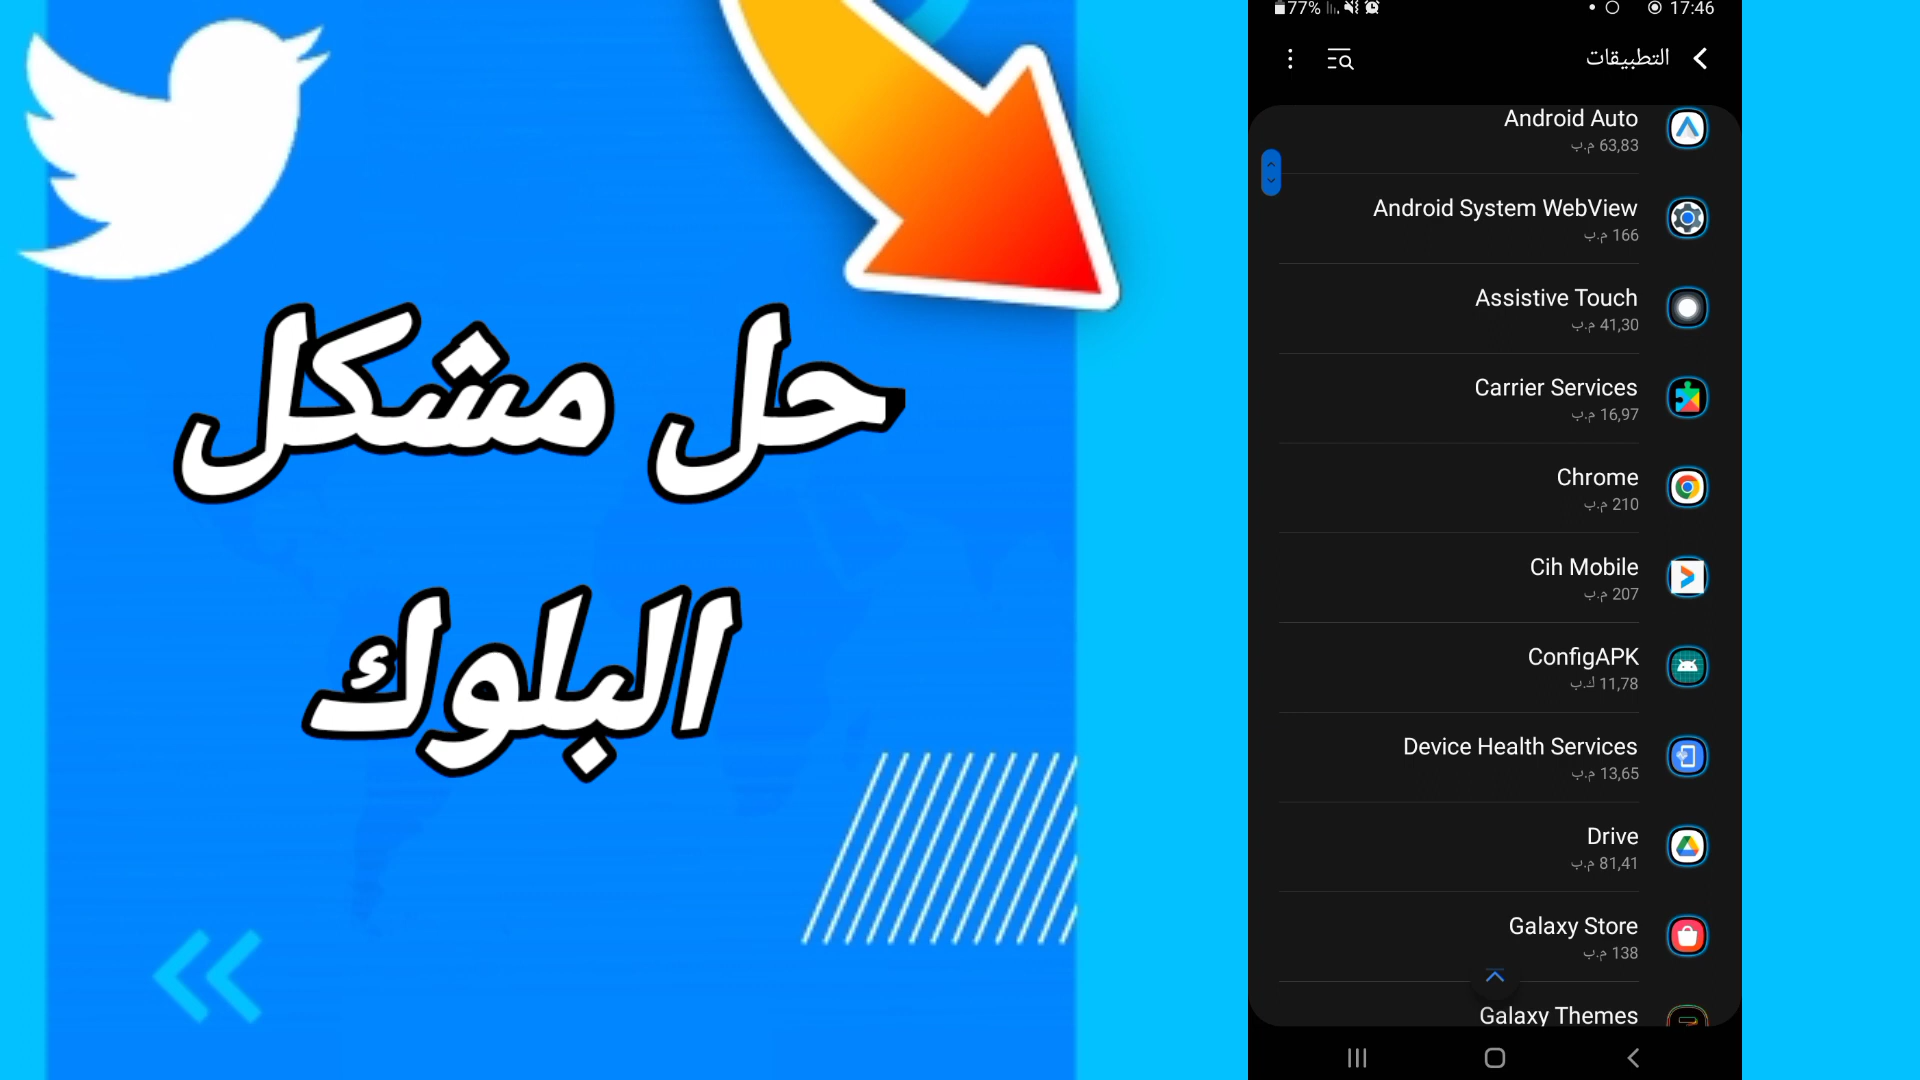 حل مشكل
البلوك
77% 17:46
التطبيقات
Android Auto
63,83 م.ب
Android System WebView
166 م.ب
Assistive Touch
41,30 م.ب
Carrier Services
16,97 م.ب
Chrome
210 م.ب
Cih Mobile
207 م.ب
ConfigAPK
11,78 ك.ب
Device Health Services
13,65 م.ب
Drive
81,41 م.ب
Galaxy Store
138 م.ب
Galaxy Themes